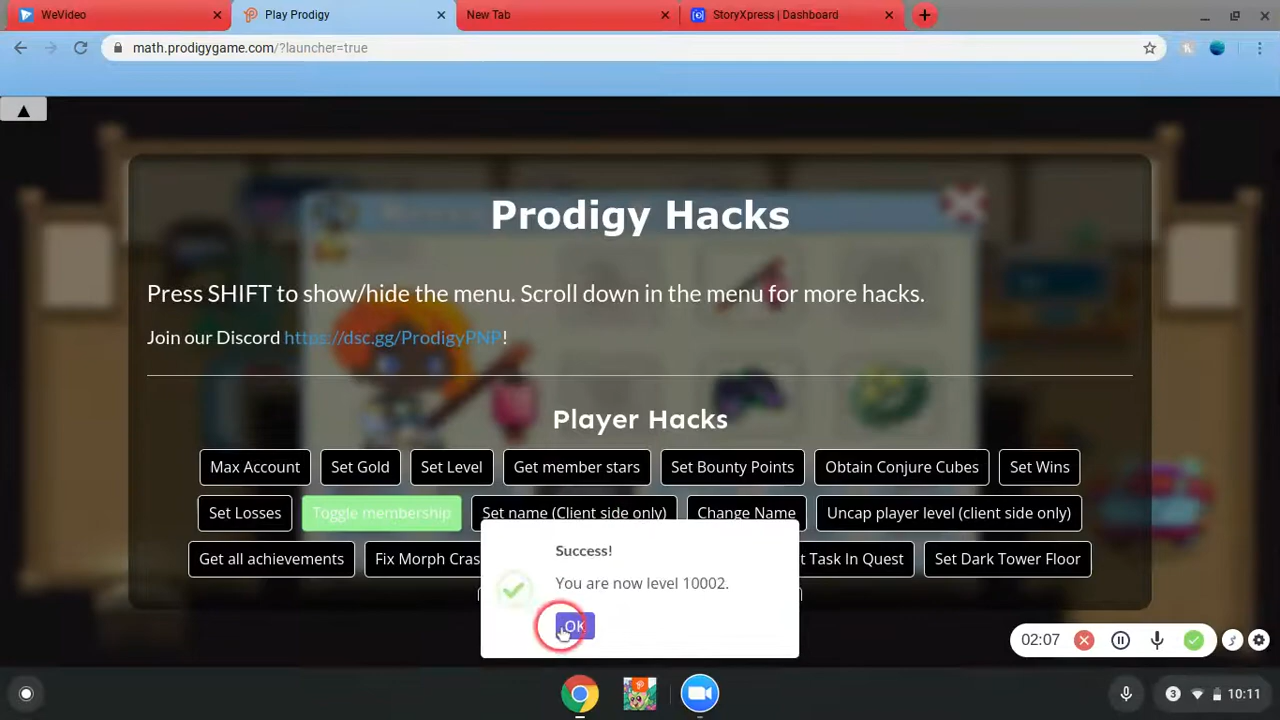 WeVideo
Play Prodigy
New Tab
StoryXpress | Dashboard
math.prodigygame.com/?launcher=true
Prodigy Hacks
Press SHIFT to show/hide the menu. Scroll down in the menu for more hacks.
Join our Discord https://dsc.gg/ProdigyPNP!
Player Hacks
Max Account Set Gold Set Level Get member stars Set Bounty Points Obtain Conjure Cubes Set Wins
Set Losses Toggle membership Set name (Client side only) Change Name Uncap player level (client side only)
Get all achievements Fix Morph Cras Task In Quest Set Dark Tower Floor
Success!
You are now level 10002.
OK
02:07
3 10:11